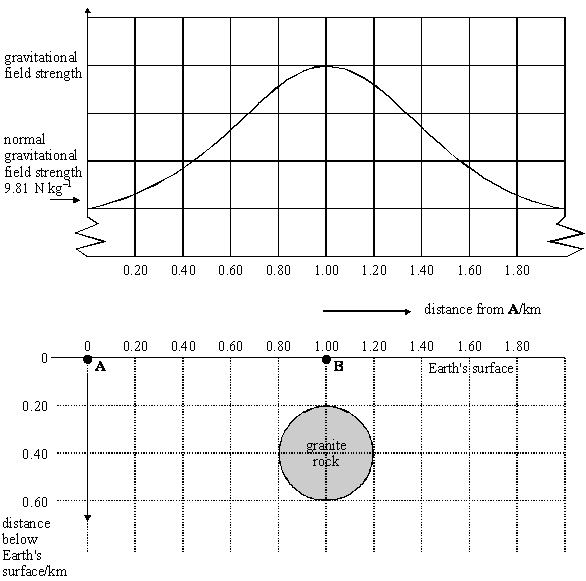 gravitational
field strength
normal
gravitational
field strength
9.81 N kg⁻¹
0.20 0.40 0.60 0.80 1.00 1.20 1.40 1.60 1.80
distance from A/km
0 0.20 0.40 0.60 0.80 1.00 1.20 1.40 1.60 1.80
0
A
B
Earth's surface
0.20
granite
rock
0.40
0.60
distance
below
Earth's
surface/km